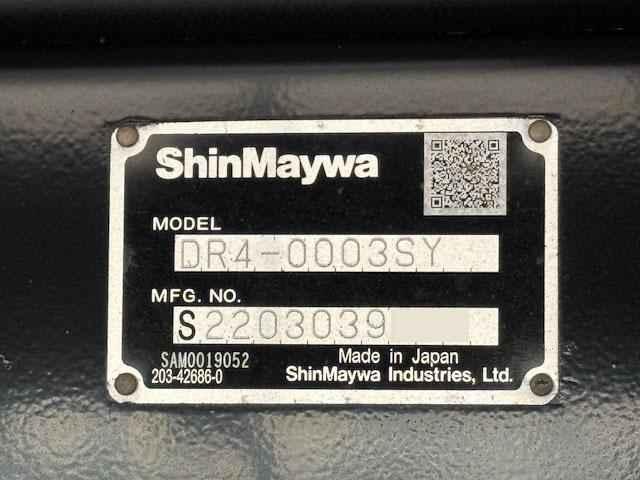 ShinMaywa
MODEL
DR4-0003SY
MFG. NO.
S2203039
SAM0019052
203-42686-0
Made in Japan
ShinMaywa Industries, Ltd.